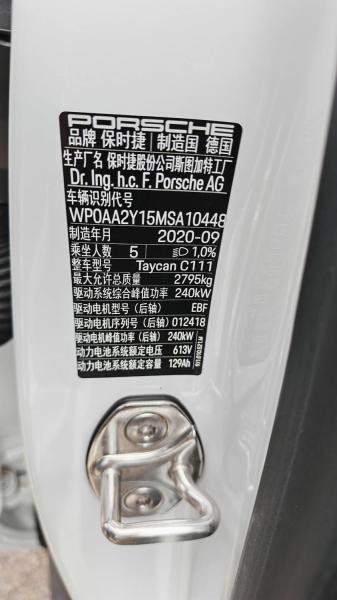 PORSCHE
品牌 保时捷 | 制造国 德国
生产厂名 保时捷股份公司斯图加特工厂
Dr. Ing. h.c. F. Porsche AG
车辆识别代号
WP0AA2Y15MSA10448
制造年月 2020-09
乘坐人数 5 1,0%
整车型号 Taycan C111
最大允许总质量 2795kg
驱动系统综合峰值功率 240kW
驱动电机型号(后轴) EBF
驱动电机序列号(后轴) 012418
驱动电机峰值功率(后轴) 240kW
动力电池系统额定电压 613V
动力电池系统额定容量 129Ah